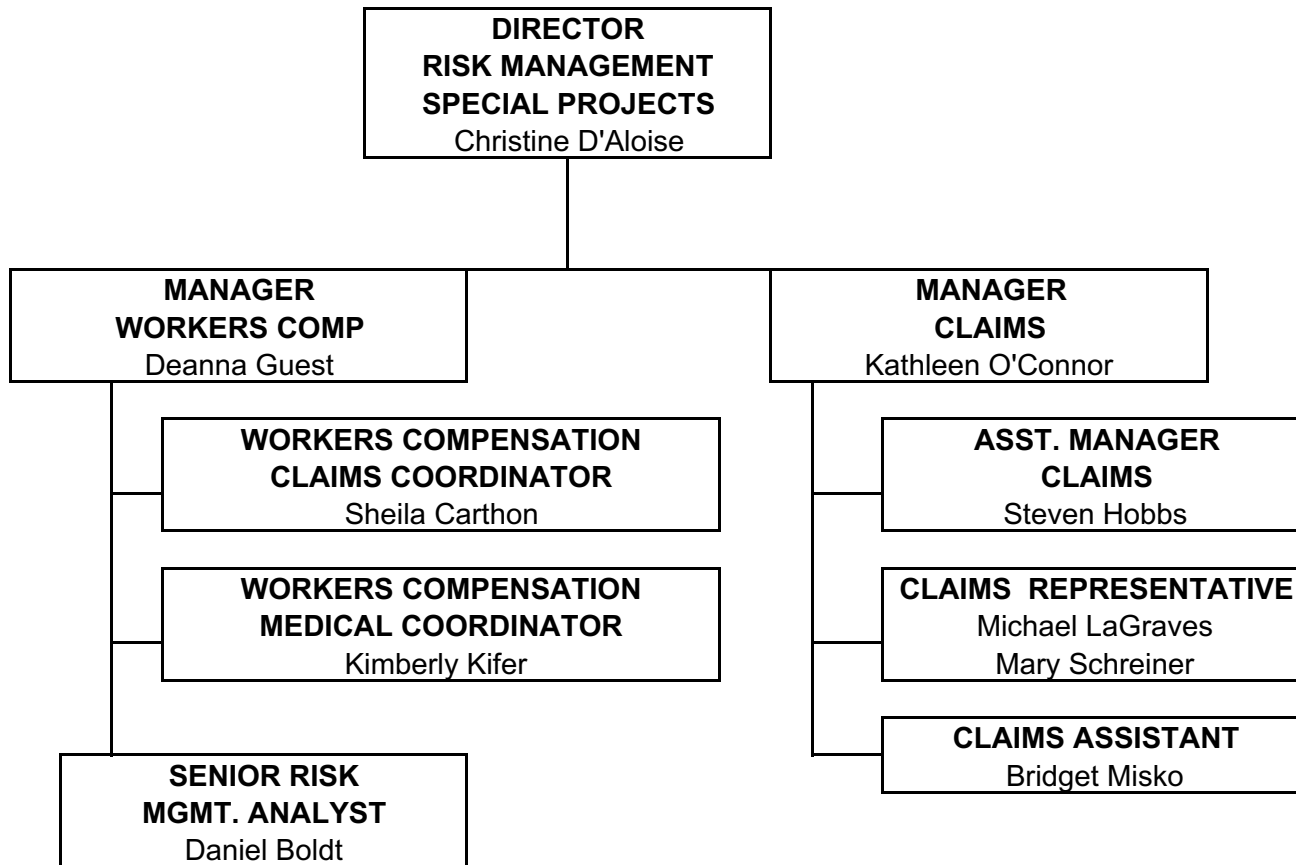 DIRECTOR
RISK MANAGEMENT
SPECIAL PROJECTS
Christine D'Aloise
MANAGER
WORKERS COMP
Deanna Guest
WORKERS COMPENSATION
CLAIMS COORDINATOR
Sheila Carthon
WORKERS COMPENSATION
MEDICAL COORDINATOR
Kimberly Kifer
SENIOR RISK
MGMT. ANALYST
Daniel Boldt
MANAGER
CLAIMS
Kathleen O'Connor
ASST. MANAGER
CLAIMS
Steven Hobbs
CLAIMS REPRESENTATIVE
Michael LaGraves
Mary Schreiner
CLAIMS ASSISTANT
Bridget Misko